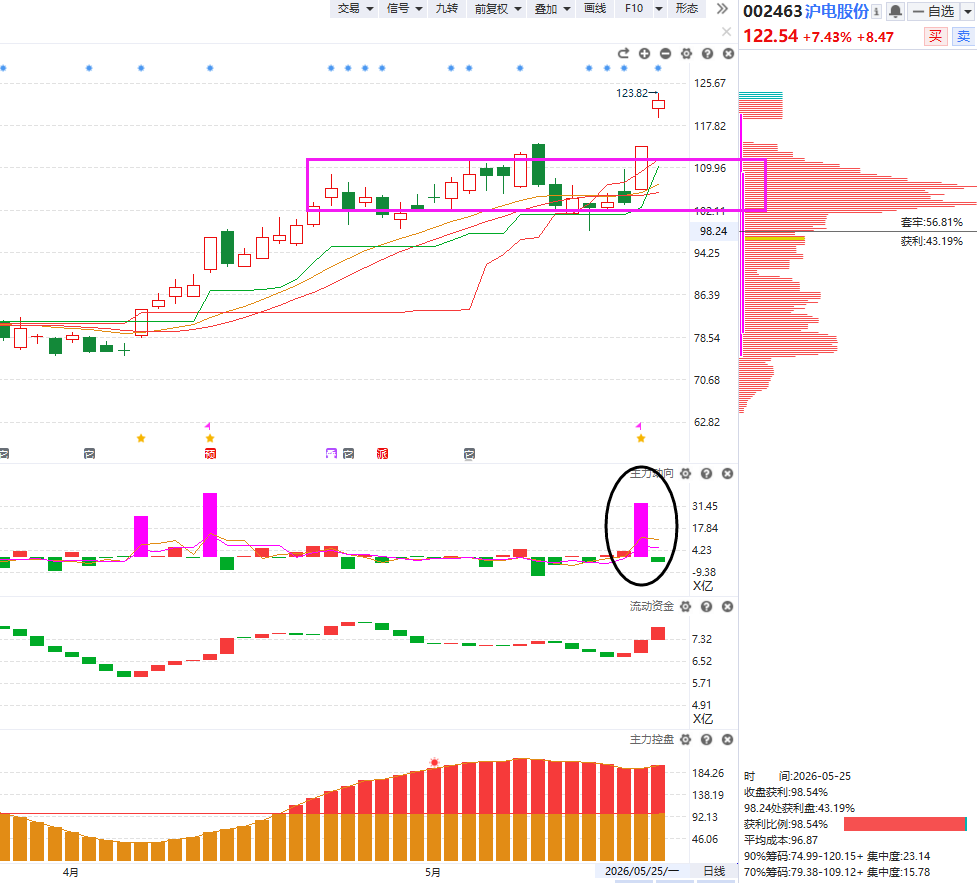 交易 信号 九转 前复权 叠加 画线 F10 形态
002463 沪电股份 自选
122.54 +7.43% +8.47 买 卖
123.82
125.67
117.82
109.96
102.11
98.24
94.25
86.39
78.54
70.68
62.82
套牢:56.81%
获利:43.19%
预 派
主力动向
31.45
17.84
4.23
-9.38
X亿
流动资金
7.32
6.52
5.71
4.91
X亿
主力控盘
184.26
138.19
92.13
46.06
4月 5月 2026/05/25/一 日线
时 间:2026-05-25
收盘获利:98.54%
98.24处获利盘:43.19%
获利比例:98.54%
平均成本:96.87
90%筹码:74.99-120.15+ 集中度:23.14
70%筹码:79.38-109.12+ 集中度:15.78